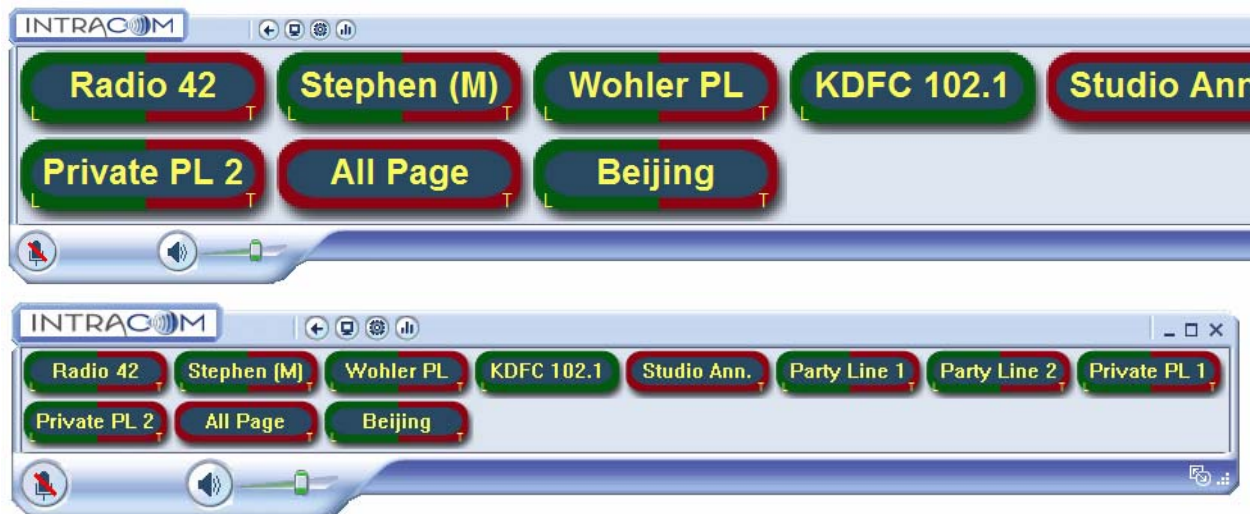 INTRACOM
Radio 42 Stephen (M) Wohler PL KDFC 102.1 Studio Ann
L T L T L T L
Private PL 2 All Page Beijing
L T T L T
INTRACOM
Radio 42 Stephen (M) Wohler PL KDFC 102.1 Studio Ann. Party Line 1 Party Line 2 Private PL 1
L T L T L T L T L T L T L T
Private PL 2 All Page Beijing
L T T L T